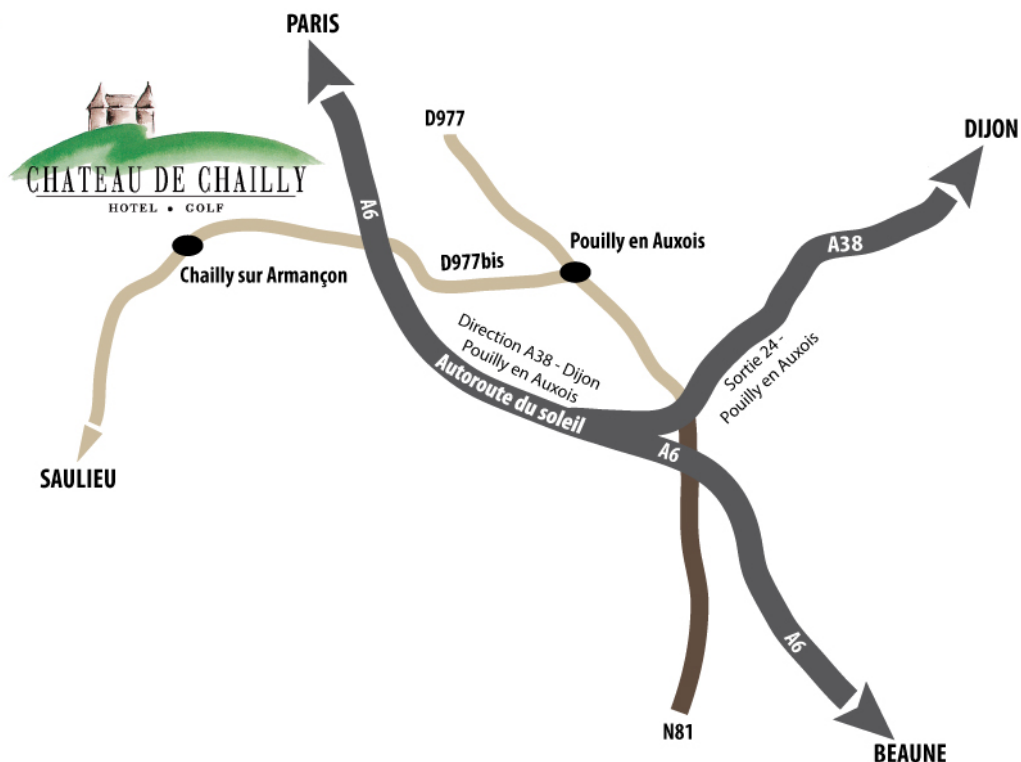 PARIS
D977
DIJON
CHATEAU DE CHAILLY
HOTEL • GOLF
A6
A38
Pouilly en Auxois
D977bis
Chailly sur Armançon
Direction A38 - Dijon
Pouilly en Auxois
Sortie 24 -
Pouilly en Auxois
Autoroute du soleil
A6
SAULIEU
A6
N81
BEAUNE